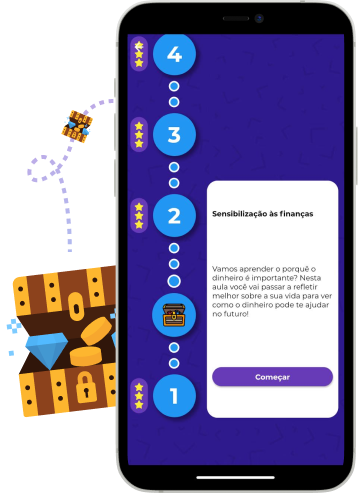 4
3
2
Sensibilização às finanças
Vamos aprender o porquê o
dinheiro é importante? Nesta
aula você vai passar a refletir
melhor sobre a sua vida para ver
como o dinheiro pode te ajudar
no futuro!
Começar
1